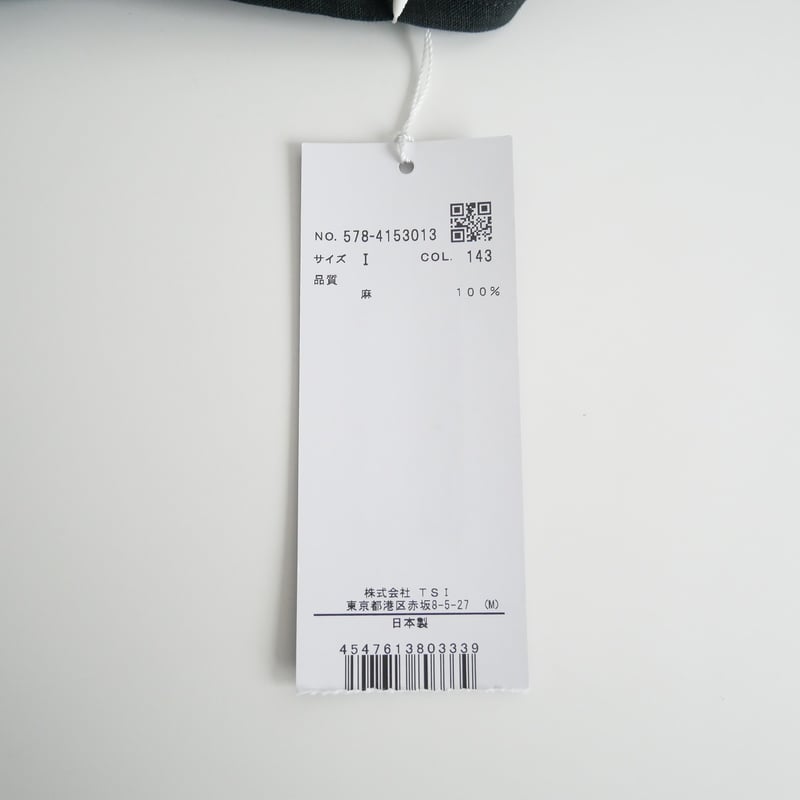 NO. 578-4153013
サイズ I COL. 143
品質
麻 100%
株式会社 TSI
東京都港区赤坂8-5-27 (M)
日本製
4547613803339